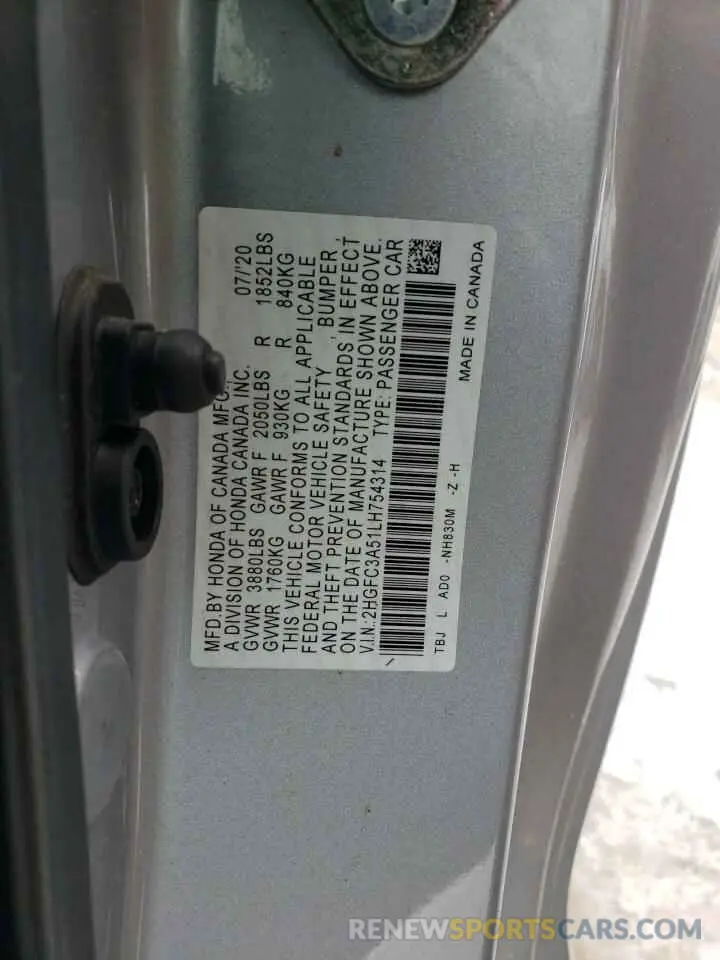 MFD. BY HONDA OF CANADA MFG., 07/'20
A DIVISION OF HONDA CANADA INC.
GVWR 3880LBS GAWR F 2050LBS R 1852LBS
GVWR 1760KG GAWR F 930KG R 840KG
THIS VEHICLE CONFORMS TO ALL APPLICABLE
FEDERAL MOTOR VEHICLE SAFETY, BUMPER,
AND THEFT PREVENTION STANDARDS IN EFFECT
ON THE DATE OF MANUFACTURE SHOWN ABOVE.
V.I.N.:2HGFC3A51LH754314 TYPE: PASSENGER CAR
TBJ L AD0 -NH830M -Z -H
MADE IN CANADA
RENEWSPORTSCARS.COM